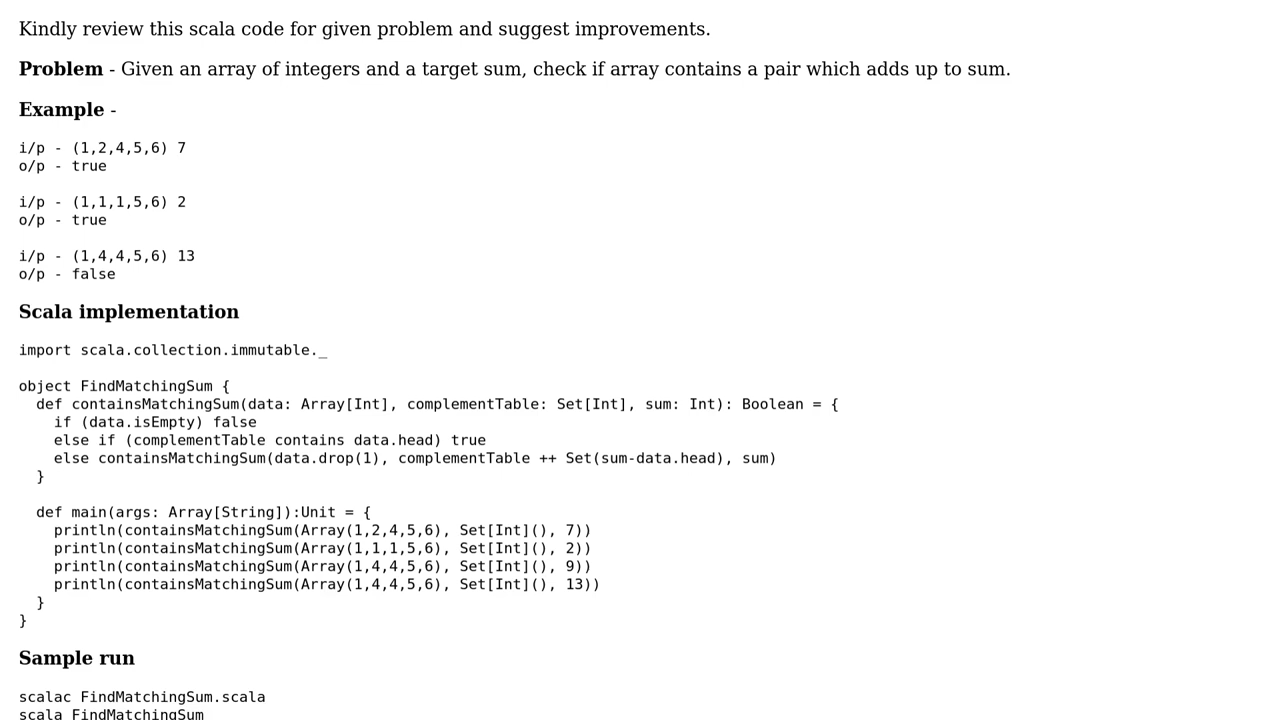 Kindly review this scala code for given problem and suggest improvements.
Problem - Given an array of integers and a target sum, check if array contains a pair which adds up to sum.
Example -
i/p - (1,2,4,5,6) 7
o/p - true
i/p - (1,1,1,5,6) 2
o/p - true
i/p - (1,4,4,5,6) 13
o/p - false
Scala implementation
import scala.collection.immutable._
object FindMatchingSum {
  def containsMatchingSum(data: Array[Int], complementTable: Set[Int], sum: Int): Boolean = {
    if (data.isEmpty) false
    else if (complementTable contains data.head) true
    else containsMatchingSum(data.drop(1), complementTable ++ Set(sum-data.head), sum)
  }
  def main(args: Array[String]):Unit = {
    println(containsMatchingSum(Array(1,2,4,5,6), Set[Int](), 7))
    println(containsMatchingSum(Array(1,1,1,5,6), Set[Int](), 2))
    println(containsMatchingSum(Array(1,4,4,5,6), Set[Int](), 9))
    println(containsMatchingSum(Array(1,4,4,5,6), Set[Int](), 13))
  }
}
Sample run
scalac FindMatchingSum.scala
scala FindMatchingSum